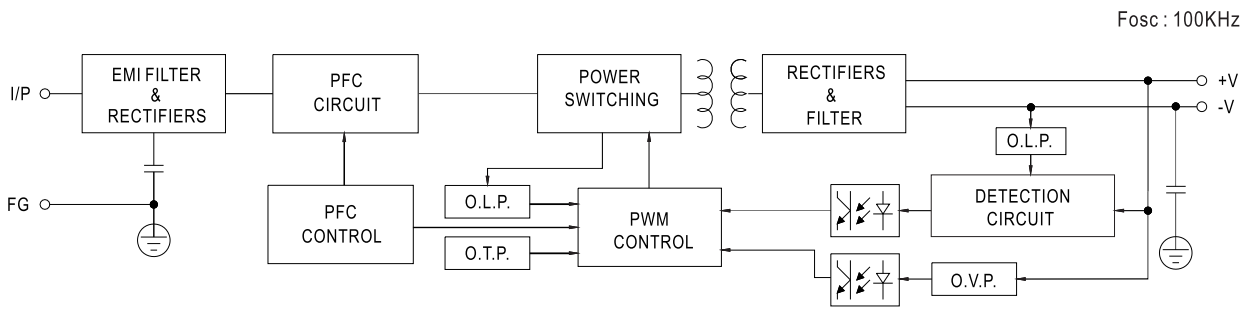 Fosc : 100KHz
I/P
EMI FILTER
&
RECTIFIERS
PFC
CIRCUIT
POWER
SWITCHING
RECTIFIERS
&
FILTER
+V
-V
O.L.P.
FG
PFC
CONTROL
O.L.P.
O.T.P.
PWM
CONTROL
DETECTION
CIRCUIT
O.V.P.